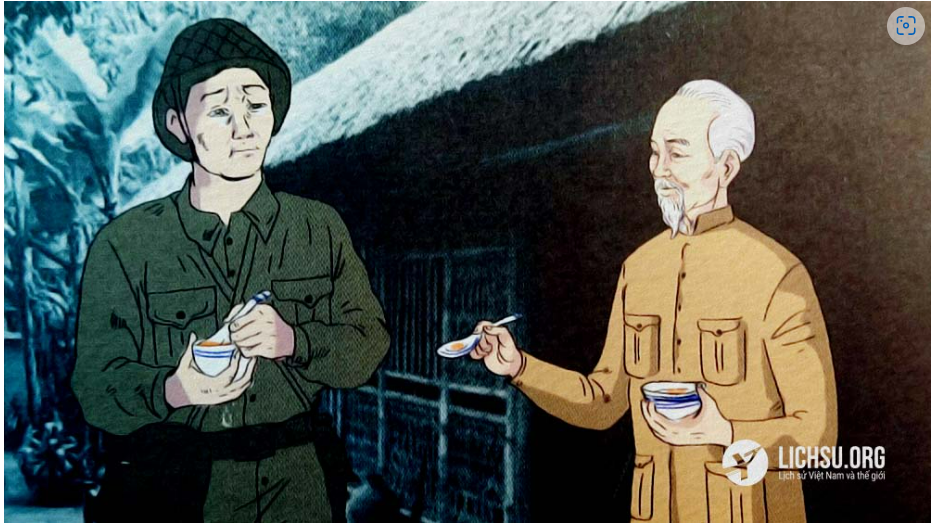 LICHSU.ORG
Lịch sử Việt Nam và thế giới